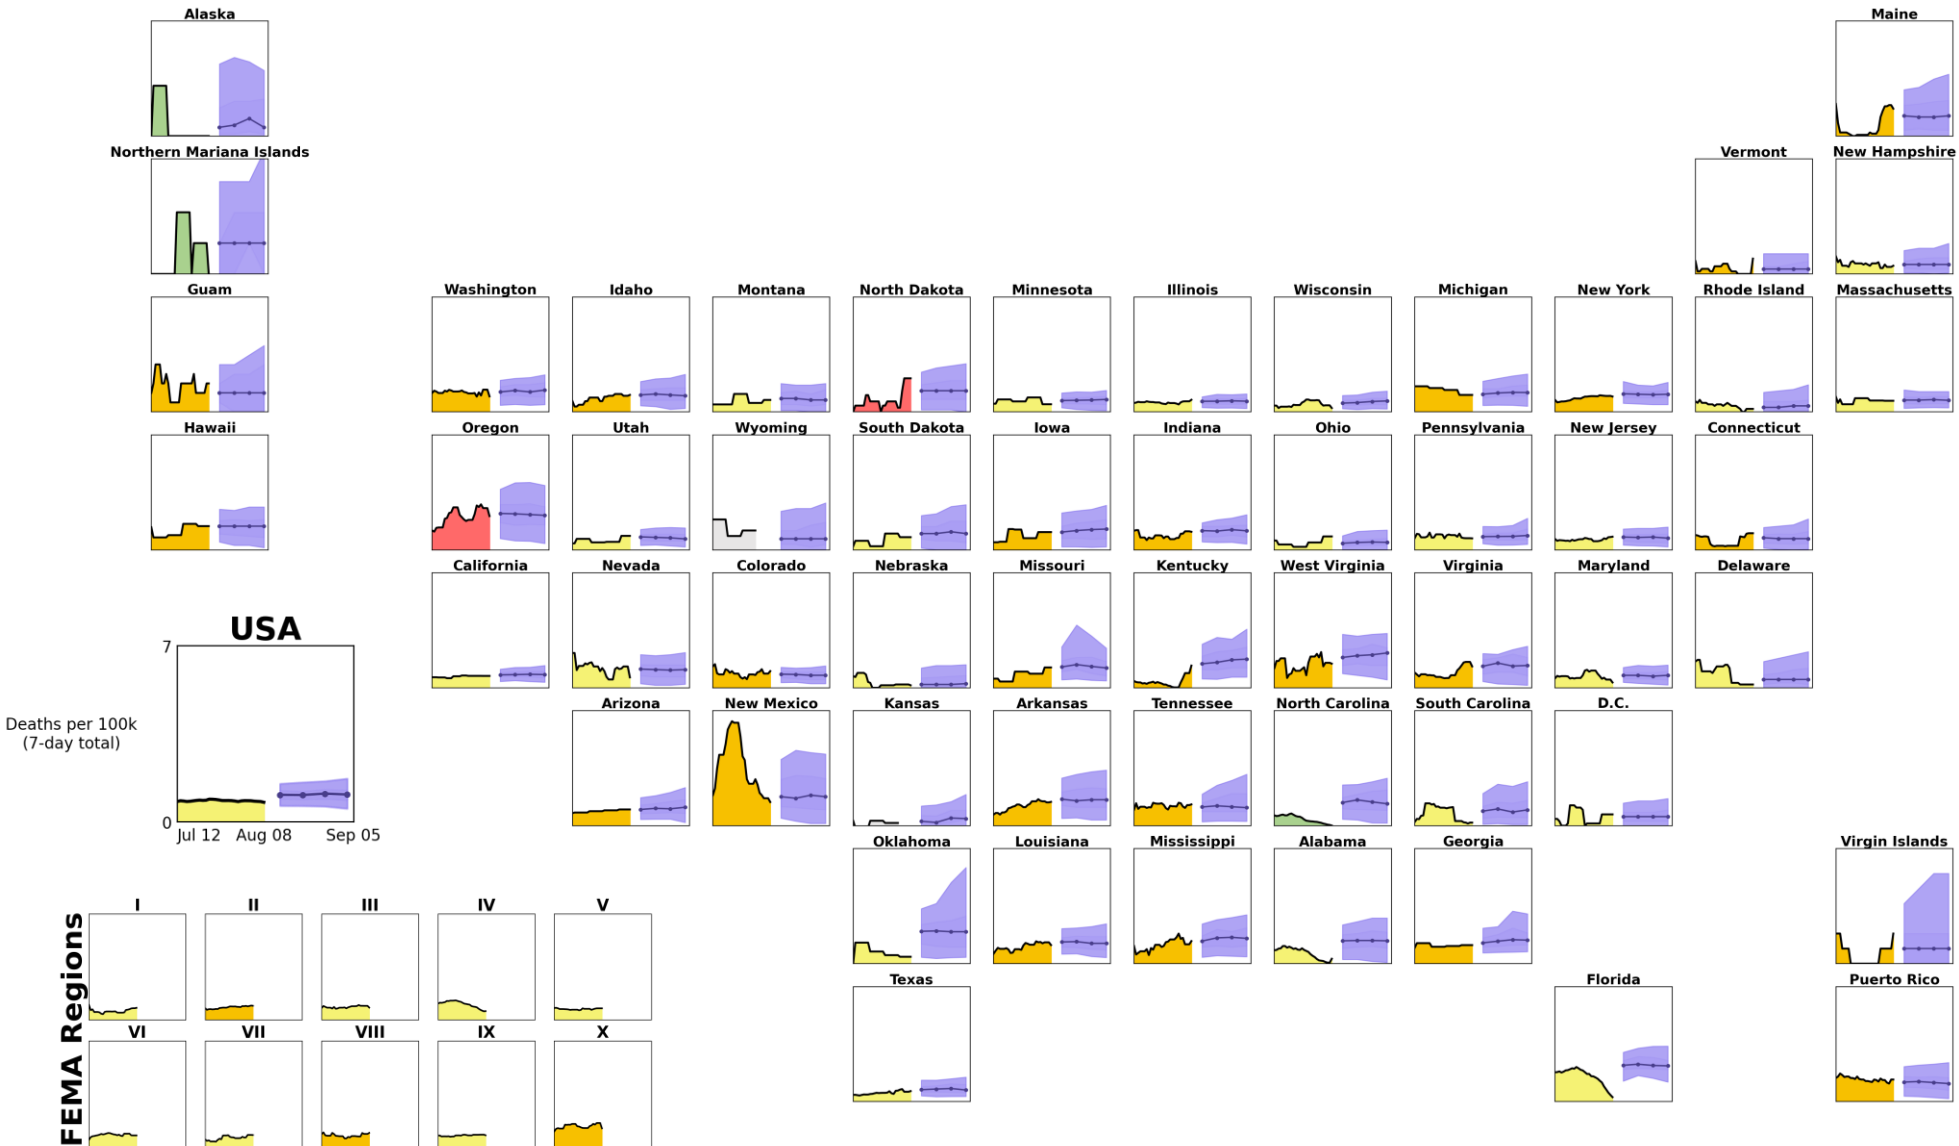 Alaska
Maine
Northern Mariana Islands
Vermont
New Hampshire
Guam
Washington
Idaho
Montana
North Dakota
Minnesota
Illinois
Wisconsin
Michigan
New York
Rhode Island
Massachusetts
Hawaii
Oregon
Utah
Wyoming
South Dakota
Iowa
Indiana
Ohio
Pennsylvania
New Jersey
Connecticut
California
Nevada
Colorado
Nebraska
Missouri
Kentucky
West Virginia
Virginia
Maryland
Delaware
USA
7
Deaths per 100k
(7-day total)
0
Jul 12 Aug 08 Sep 05
Arizona
New Mexico
Kansas
Arkansas
Tennessee
North Carolina
South Carolina
D.C.
Oklahoma
Louisiana
Mississippi
Alabama
Georgia
Virgin Islands
Texas
Florida
Puerto Rico
FEMA Regions
I
II
III
IV
V
VI
VII
VIII
IX
X